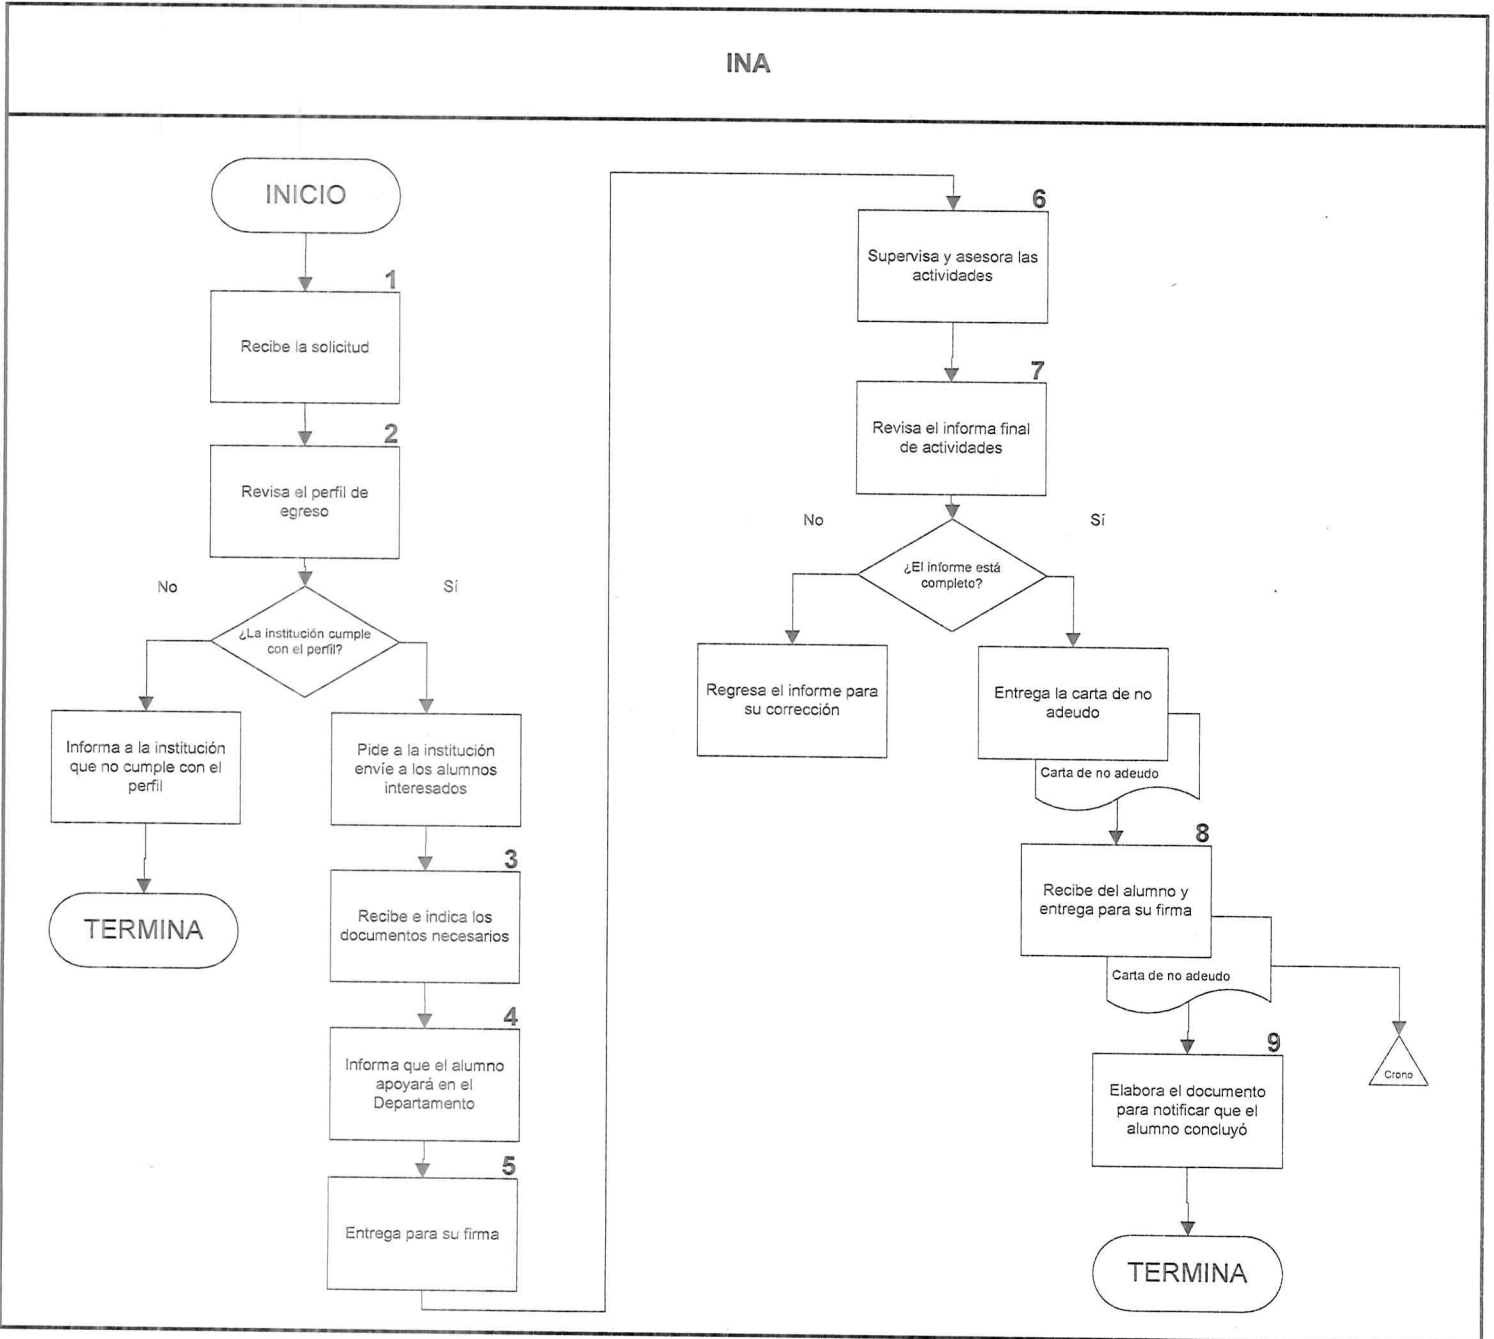 INA
INICIO
1
Recibe la solicitud
2
Revisa el perfil de
egreso
No
Sí
¿La institución cumple
con el perfil?
Informa a la institución
que no cumple con el
perfil
TERMINA
Pide a la institución
envíe a los alumnos
interesados
3
Recibe e indica los
documentos necesarios
4
Informa que el alumno
apoyará en el
Departamento
5
Entrega para su firma
6
Supervisa y asesora las
actividades
7
Revisa el informa final
de actividades
No
Sí
¿El informe está
completo?
Regresa el informe para
su corrección
Entrega la carta de no
adeudo
Carta de no adeudo
8
Recibe del alumno y
entrega para su firma
Carta de no adeudo
Crono
9
Elabora el documento
para notificar que el
alumno concluyó
TERMINA